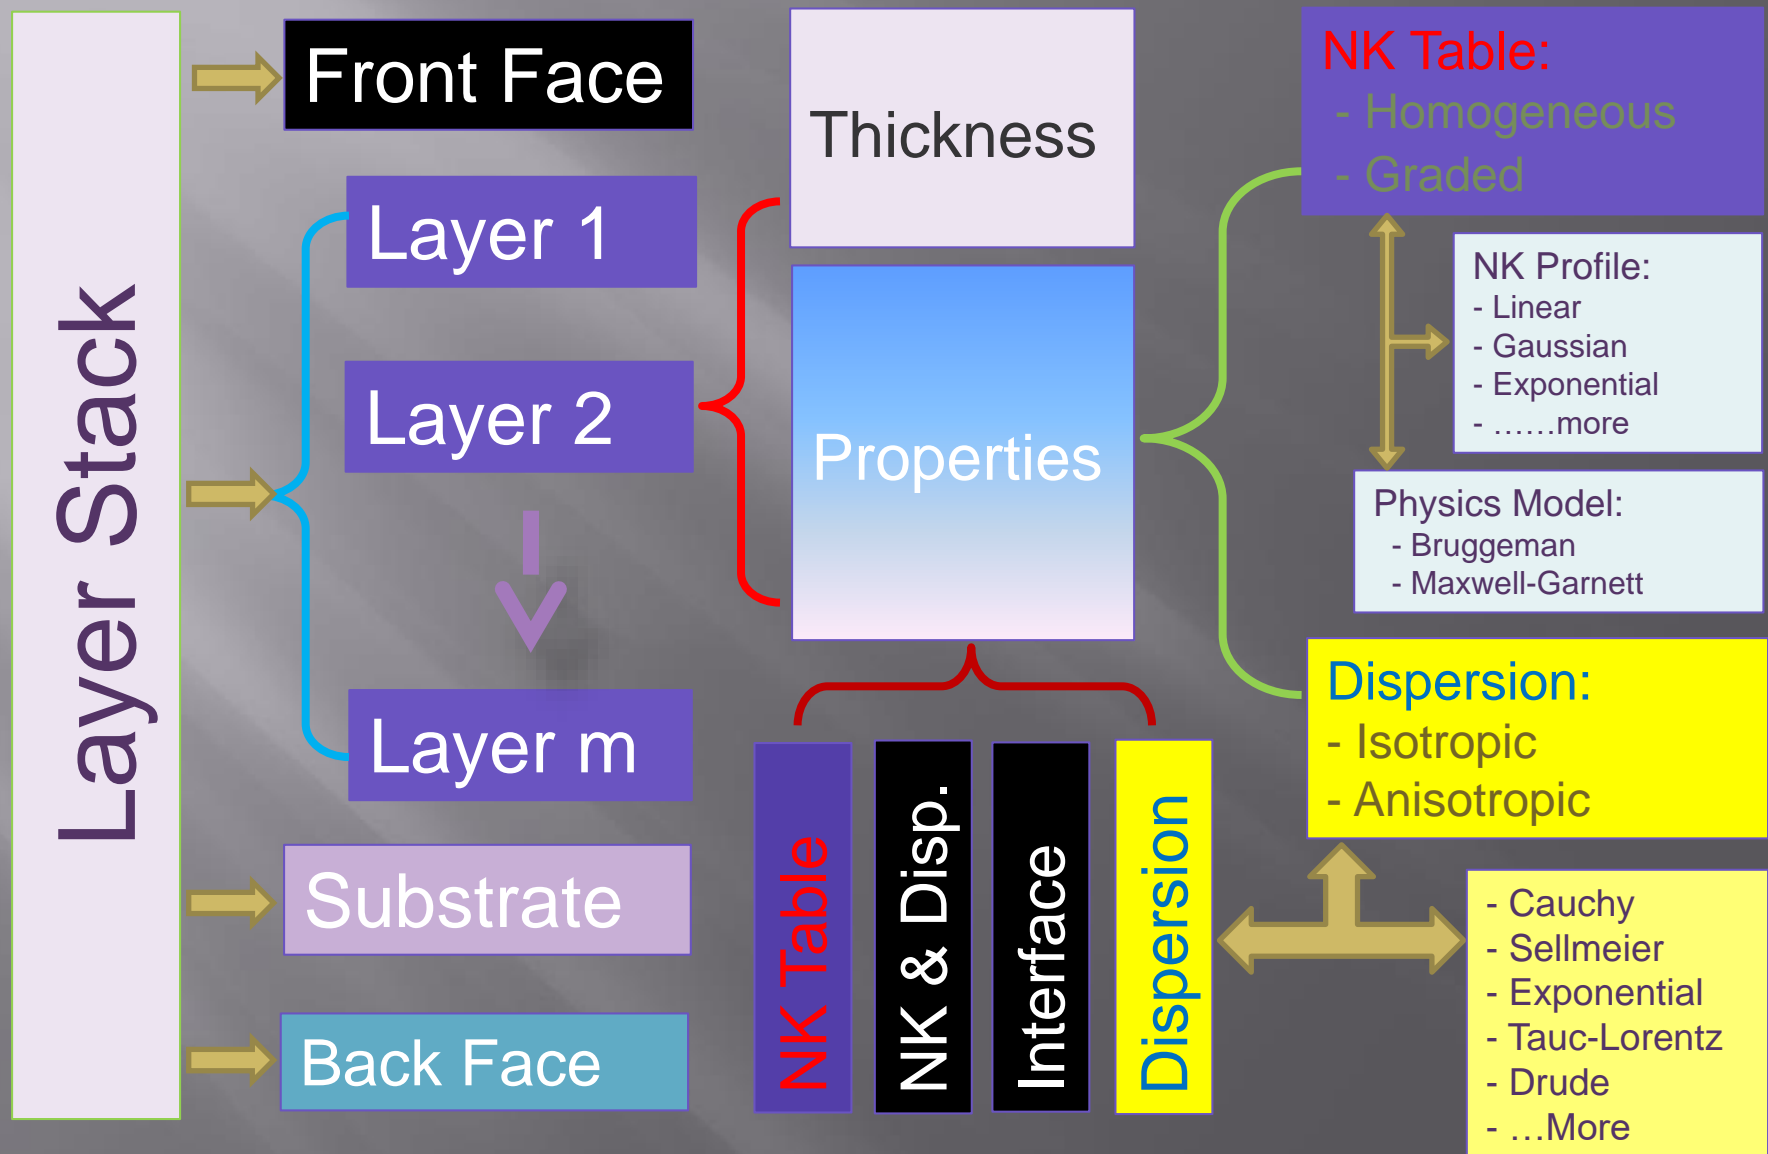 Layer Stack
Front Face
Layer 1
Layer 2
Layer m
Substrate
Back Face
Thickness
Properties
NK Table
NK & Disp.
Interface
Dispersion
NK Table:
- Homogeneous
- Graded
NK Profile:
- Linear
- Gaussian
- Exponential
- ......more
Physics Model:
- Bruggeman
- Maxwell-Garnett
Dispersion:
- Isotropic
- Anisotropic
- Cauchy
- Sellmeier
- Exponential
- Tauc-Lorentz
- Drude
- ...More